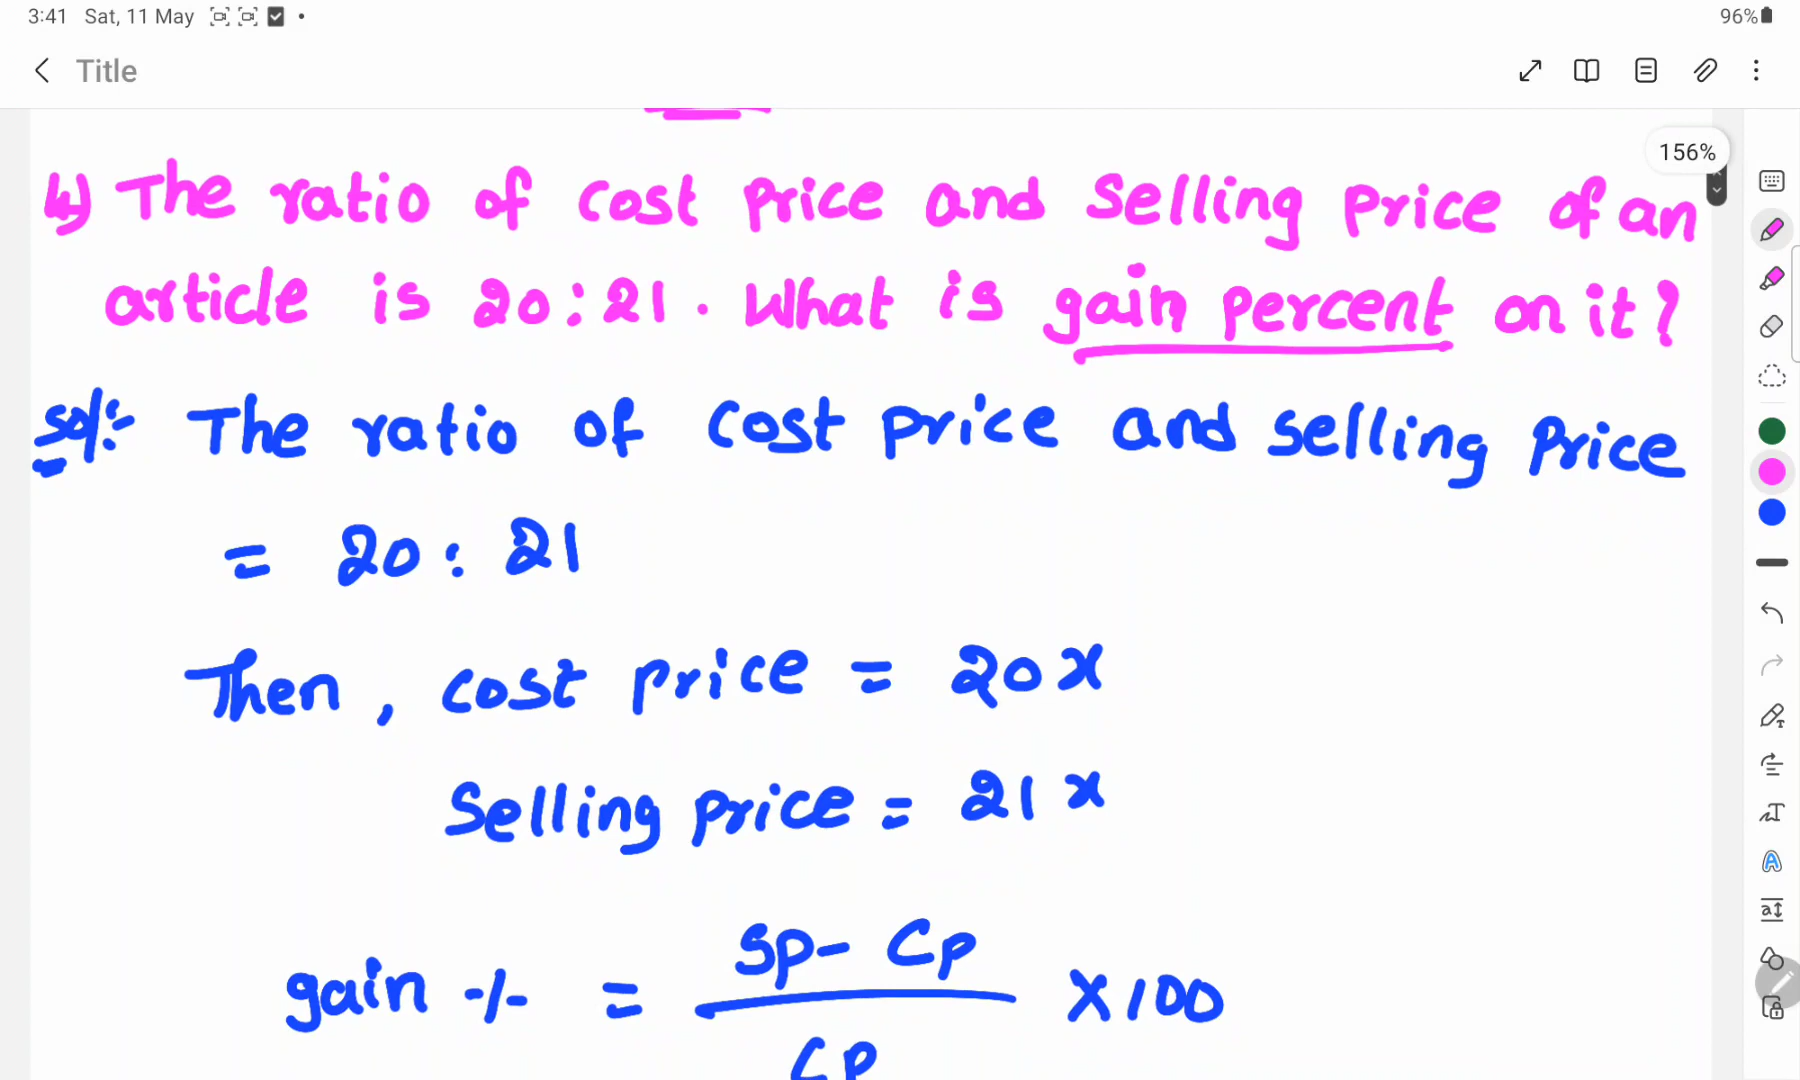 3:41 Sat, 11 May
96%
Title
156%
4) The ratio of cost price and selling price of an
article is 20:21. What is gain percent on it?
sol:- The ratio of cost price and selling price
= 20: 21
Then, cost price = 20x
Selling price = 21x
SP- CP
gain % = ——— X100
CP